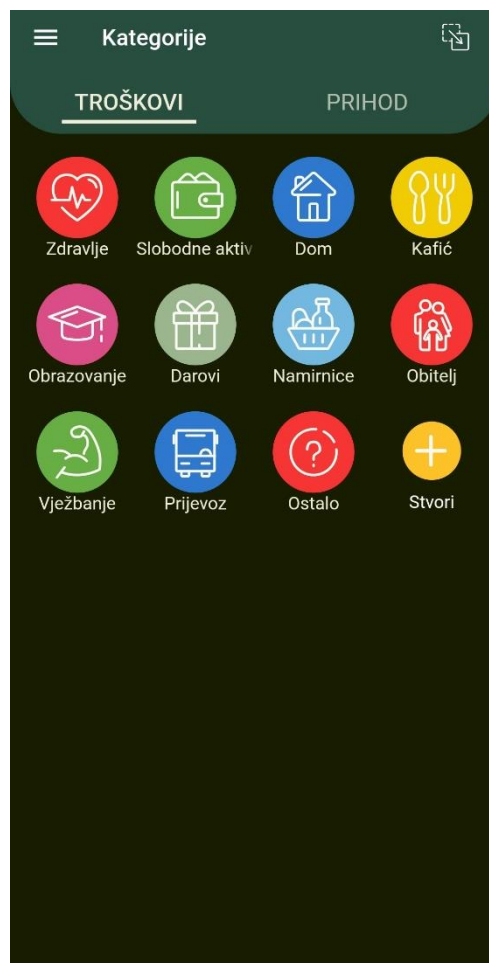 Kategorije
TROŠKOVI PRIHOD
Zdravlje Slobodne aktiv Dom Kafić
Obrazovanje Darovi Namirnice Obitelj
Vježbanje Prijevoz Ostalo Stvori